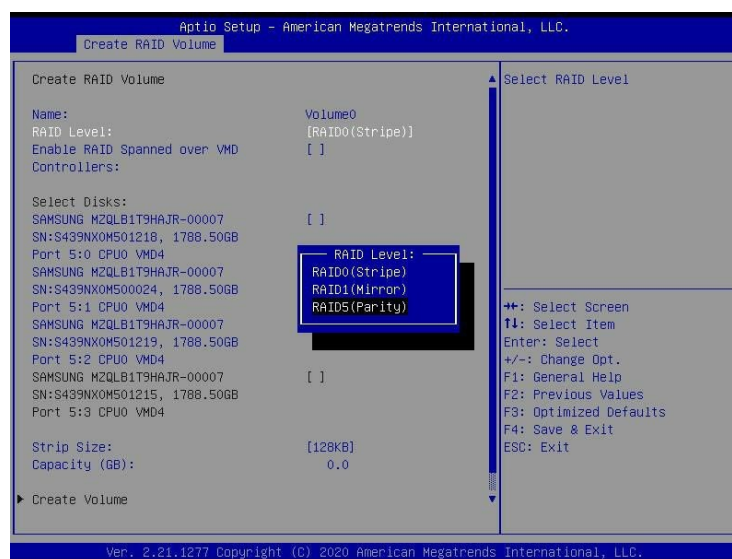 Aptio Setup - American Megatrends International, LLC.
Create RAID Volume
Create RAID Volume
Name: Volume0
RAID Level: [RAID0(Stripe)]
Enable RAID Spanned over VMD [ ]
Controllers:
Select Disks:
SAMSUNG MZQLB1T9HAJR-00007 [ ]
SN:S439NX0M501218, 1788.50GB
Port 5:0 CPU0 VMD4
SAMSUNG MZQLB1T9HAJR-00007
SN:S439NX0M500024, 1788.50GB
Port 5:1 CPU0 VMD4
SAMSUNG MZQLB1T9HAJR-00007
SN:S439NX0M501219, 1788.50GB
Port 5:2 CPU0 VMD4
SAMSUNG MZQLB1T9HAJR-00007 [ ]
SN:S439NX0M501215, 1788.50GB
Port 5:3 CPU0 VMD4
Strip Size: [128KB]
Capacity (GB): 0.0
Create Volume
RAID Level:
RAID0(Stripe)
RAID1(Mirror)
RAID5(Parity)
Select RAID Level
→←: Select Screen
↑↓: Select Item
Enter: Select
+/-: Change Opt.
F1: General Help
F2: Previous Values
F3: Optimized Defaults
F4: Save & Exit
ESC: Exit
Ver. 2.21.1277 Copyright (C) 2020 American Megatrends International, LLC.